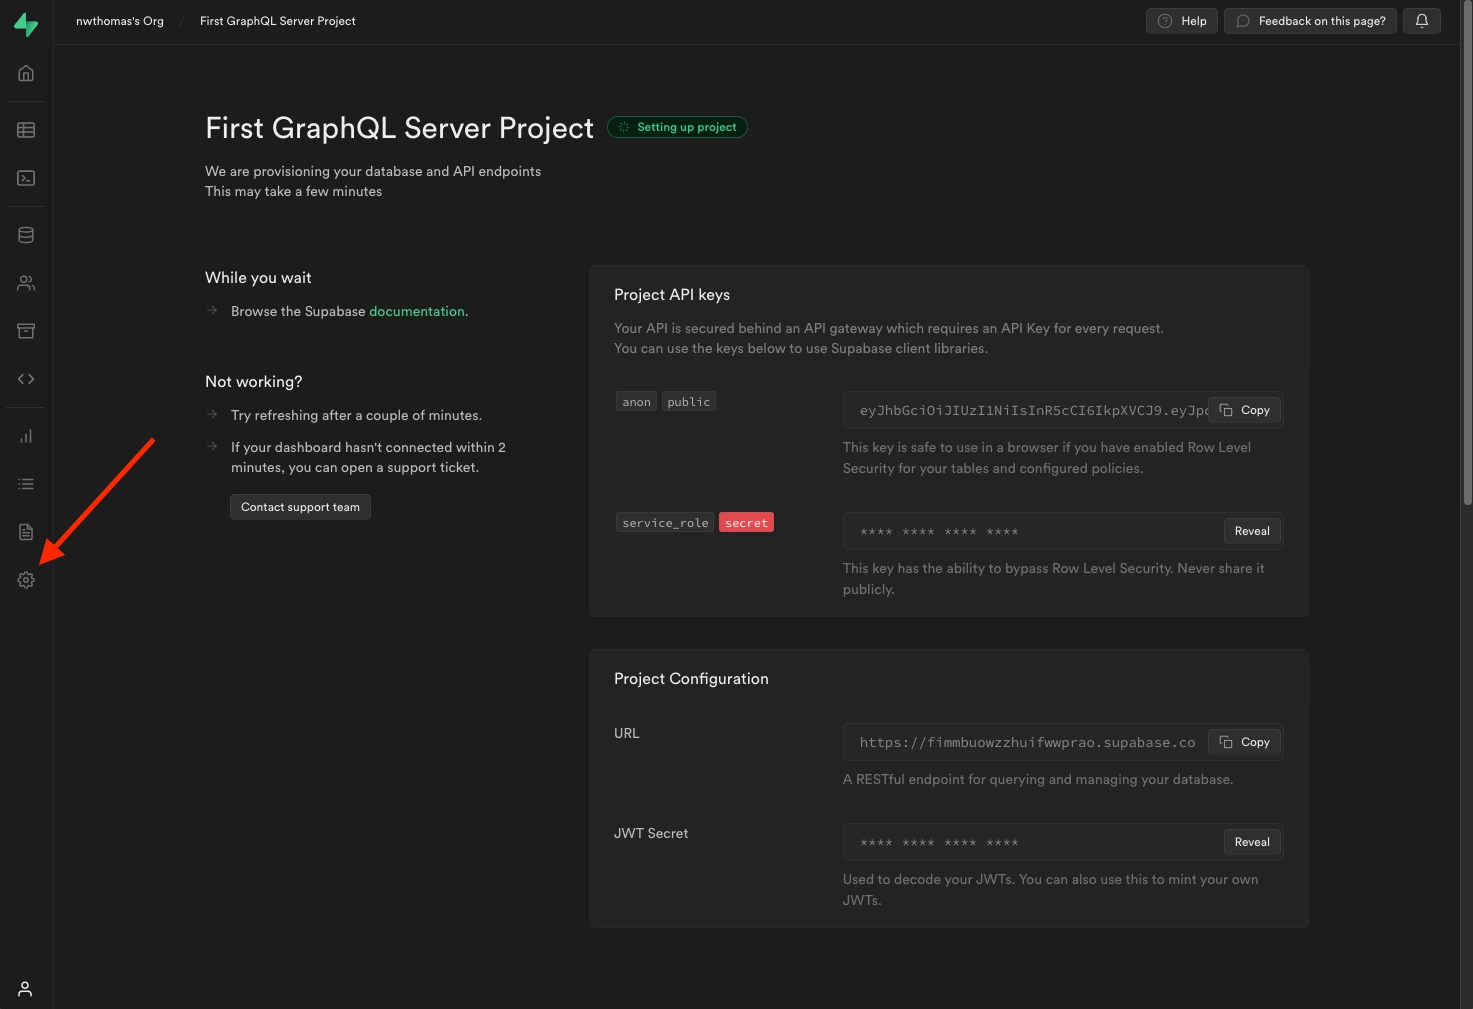 nwthomas's Org / First GraphQL Server Project
Help
Feedback on this page?
First GraphQL Server Project
Setting up project
We are provisioning your database and API endpoints
This may take a few minutes
While you wait
Browse the Supabase documentation.
Not working?
Try refreshing after a couple of minutes.
If your dashboard hasn't connected within 2
minutes, you can open a support ticket.
Contact support team
Project API keys
Your API is secured behind an API gateway which requires an API Key for every request.
You can use the keys below to use Supabase client libraries.
anon public
eyJhbGciOiJIUzI1NiIsInR5cCI6IkpXVCJ9.eyJpc
Copy
This key is safe to use in a browser if you have enabled Row Level
Security for your tables and configured policies.
service_role secret
**** **** **** ****
Reveal
This key has the ability to bypass Row Level Security. Never share it
publicly.
Project Configuration
URL
https://fimmbuowzzhuifwwprao.supabase.co
Copy
A RESTful endpoint for querying and managing your database.
JWT Secret
**** **** **** ****
Reveal
Used to decode your JWTs. You can also use this to mint your own
JWTs.